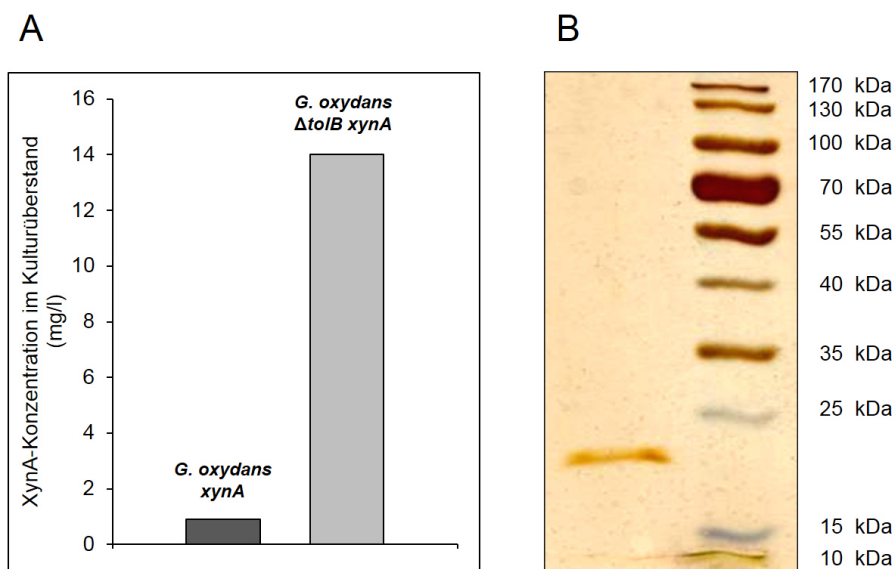 A
XynA-Konzentration im Kulturüberstand
(mg/l)
16
14
12
10
8
6
4
2
0
G. oxydans
ΔtolB xynA
G. oxydans
xynA
B
170 kDa
130 kDa
100 kDa
70 kDa
55 kDa
40 kDa
35 kDa
25 kDa
15 kDa
10 kDa